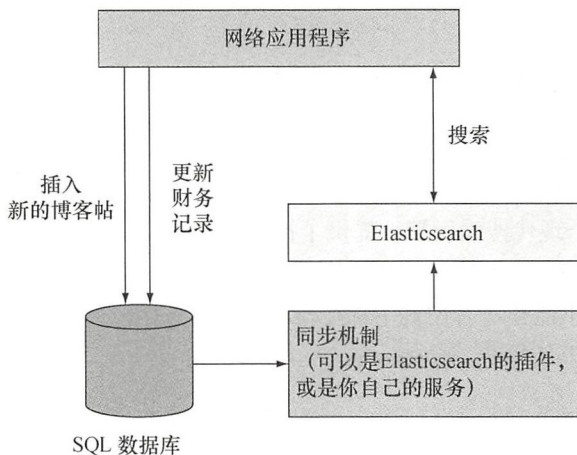 网络应用程序
搜索
插入
新的博客帖
更新
财务
记录
Elasticsearch
同步机制
（可以是Elasticsearch的插件，
或是你自己的服务）
SQL 数据库